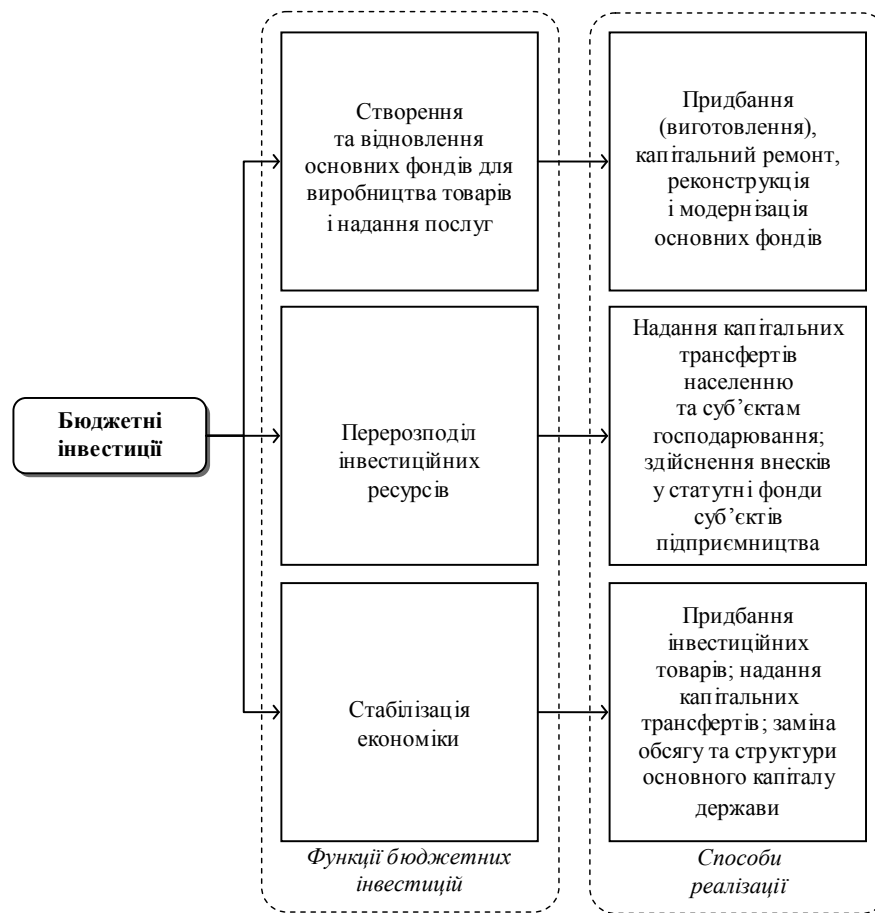 Бюджетні
інвестиції
Створення
та відновлення
основних фондів для
виробництва товарів
і надання послуг
Придбання
(виготовлення),
капітальний ремонт,
реконструкція
і модернізація
основних фондів
Перерозподіл
інвестиційних
ресурсів
Надання капітальних
трансфертів
населенню
та суб’єктам
господарювання;
здійснення внесків
у статутні фонди
суб’єктів
підприємництва
Стабілізація
економіки
Придбання
інвестиційних
товарів; надання
капітальних
трансфертів; заміна
обсягу та структури
основного капіталу
держави
Функції бюджетних
інвестицій
Способи
реалізації